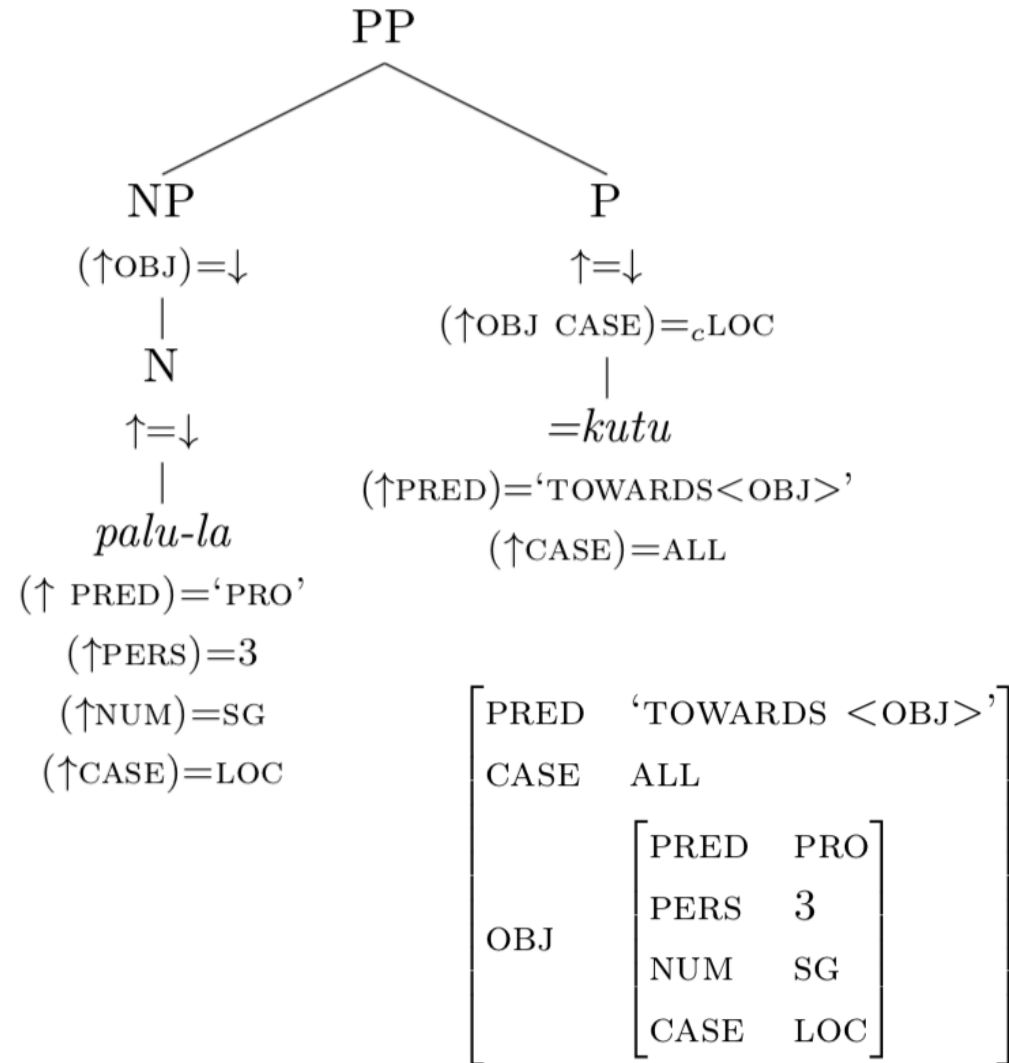 PP
NP P
(↑OBJ)=↓ ↑=↓
(↑OBJ CASE)=cLOC
N
↑=↓ =kutu
(↑PRED)=‘TOWARDS<OBJ>’
palu-la
(↑CASE)=ALL
(↑ PRED)=‘PRO’
(↑PERS)=3
(↑NUM)=SG
(↑CASE)=LOC
PRED ‘TOWARDS <OBJ>’
CASE ALL
OBJ
PRED PRO
PERS 3
NUM SG
CASE LOC